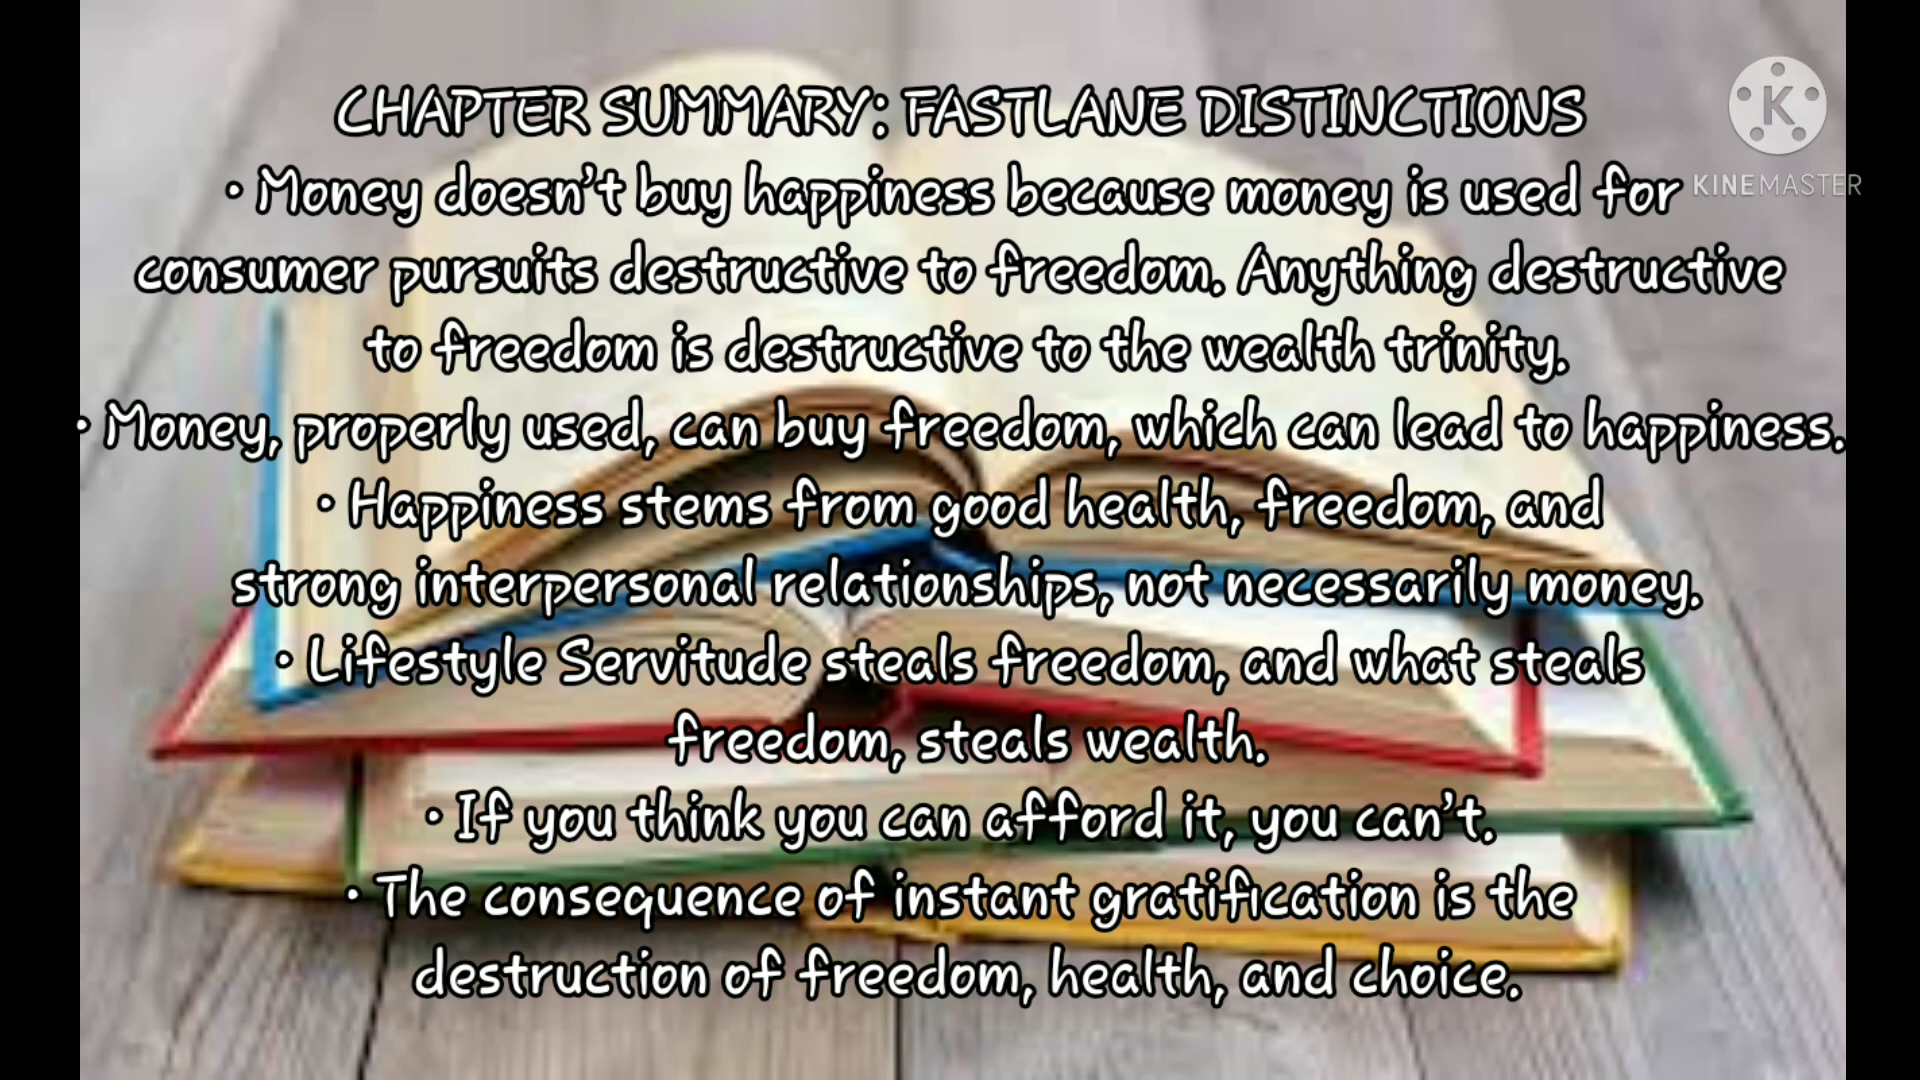 CHAPTER SUMMARY: FASTLANE DISTINCTIONS
• Money doesn't buy happiness because money is used for
consumer pursuits destructive to freedom. Anything destructive
to freedom is destructive to the wealth trinity.
• Money, properly used, can buy freedom, which can lead to happiness.
• Happiness stems from good health, freedom, and
strong interpersonal relationships, not necessarily money.
• Lifestyle Servitude steals freedom, and what steals
freedom, steals wealth.
• If you think you can afford it, you can't.
• The consequence of instant gratification is the
destruction of freedom, health, and choice.
K
KINEMASTER